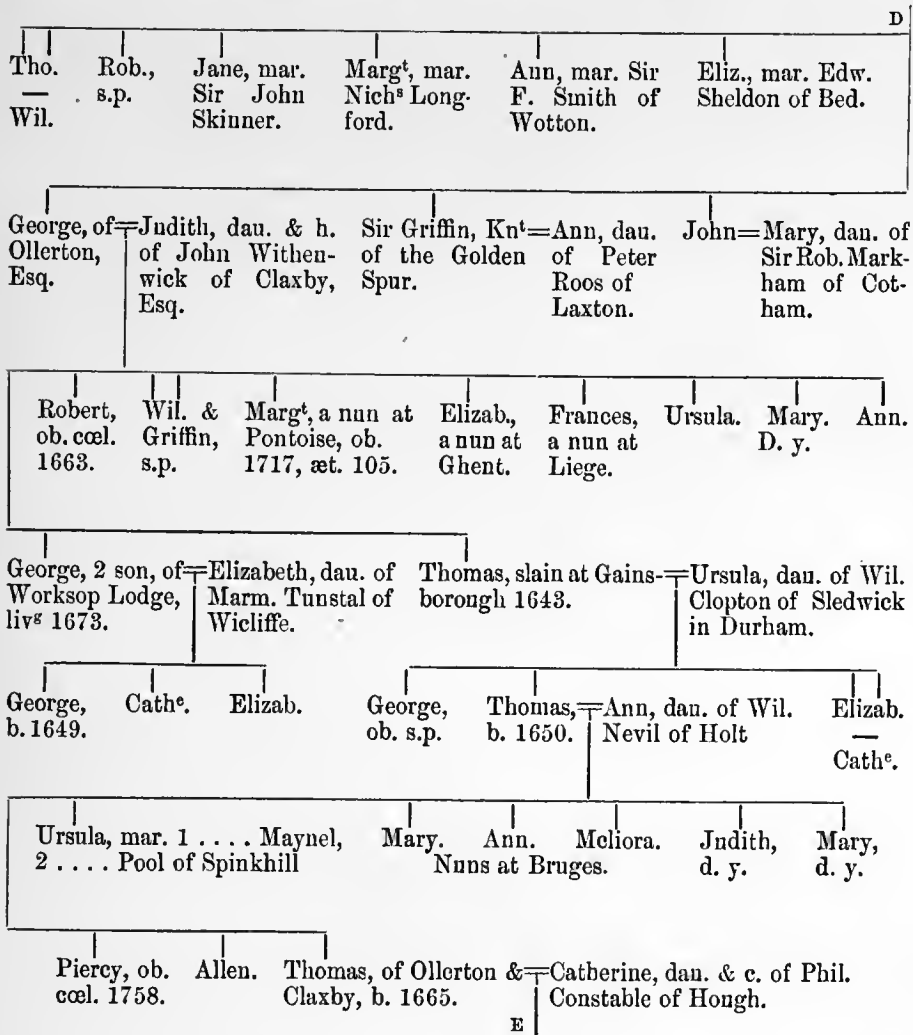 D
Tho. Rob., Jane, mar. Margt, mar. Ann, mar. Sir Eliz., mar. Edw.
— s.p. Sir John Nichs Long- F. Smith of Sheldon of Bed.
Wil. Skinner. ford. Wotton.
George, of Judith, dau. & h. Sir Griffin, Knt = Ann, dau. John = Mary, dau. of
Ollerton, of John Withen- of the Golden of Peter Sir Rob. Mark-
Esq. wick of Claxby, Spur. Roos of ham of Cot-
Esq. Laxton. ham.
Robert, Wil. & Margt, a nun at Elizab., Frances, Ursula. Mary. Ann.
ob. cœl. Griffin, Pontoise, ob. a nun at a nun at D. y.
1663. s.p. 1717, æt. 105. Ghent. Liege.
George, 2 son, of Elizabeth, dau. of Thomas, slain at Gains- Ursula, dau. of Wil.
Worksop Lodge, Marm. Tunstal of borough 1643. Clopton of Sledwick
livg 1673. Wicliffe. in Durham.
George, Cathe. Elizab. George, Thomas, Ann, dau. of Wil. Elizab.
b. 1649. ob. s.p. b. 1650. Nevil of Holt —
Cathe.
Ursula, mar. 1 .... Maynel, Mary. Ann. Meliora. Judith, Mary,
2 .... Pool of Spinkhill Nuns at Bruges. d. y. d. y.
Piercy, ob. Allen. Thomas, of Ollerton & Catherine, dau. & c. of Phil.
cœl. 1758. Claxby, b. 1665. Constable of Hough.
E